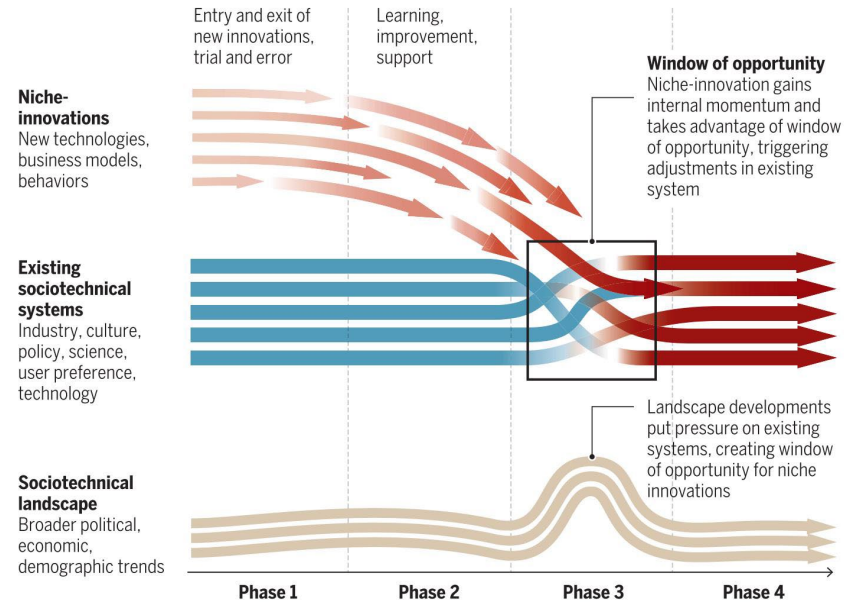 Entry and exit of
new innovations,
trial and error
Learning,
improvement,
support
Window of opportunity
Niche-innovation gains
internal momentum and
takes advantage of window
of opportunity, triggering
adjustments in existing
system
Niche-
innovations
New technologies,
business models,
behaviors
Existing
sociotechnical
systems
Industry, culture,
policy, science,
user preference,
technology
Landscape developments
put pressure on existing
systems, creating window
of opportunity for niche
innovations
Sociotechnical
landscape
Broader political,
economic,
demographic trends
Phase 1
Phase 2
Phase 3
Phase 4